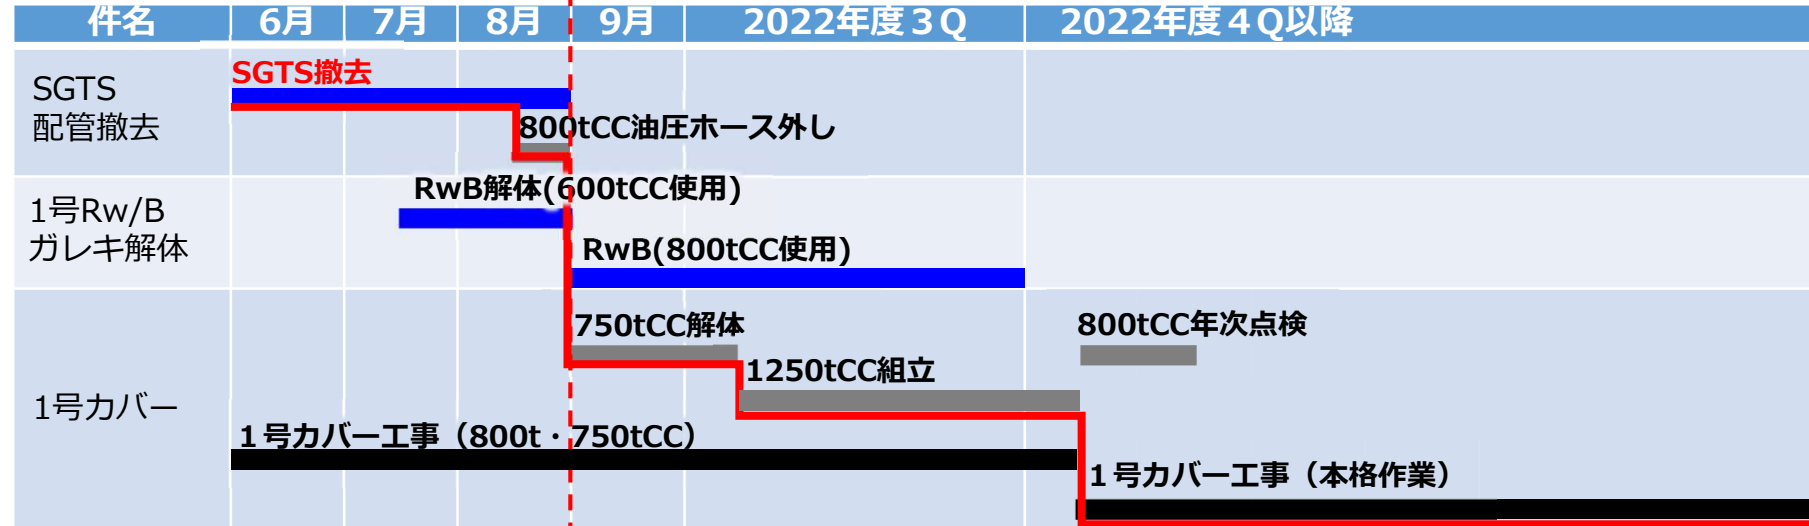 件名 6月 7月 8月 9月 2022年度３Q 2022年度４Q以降
SGTS撤去
SGTS
配管撤去
800tCC油圧ホース外し
RwB解体(600tCC使用)
1号Rw/B
ガレキ解体
RwB(800tCC使用)
750tCC解体
800tCC年次点検
1250tCC組立
1号カバー
１号カバー工事（800t・750tCC）
１号カバー工事（本格作業）